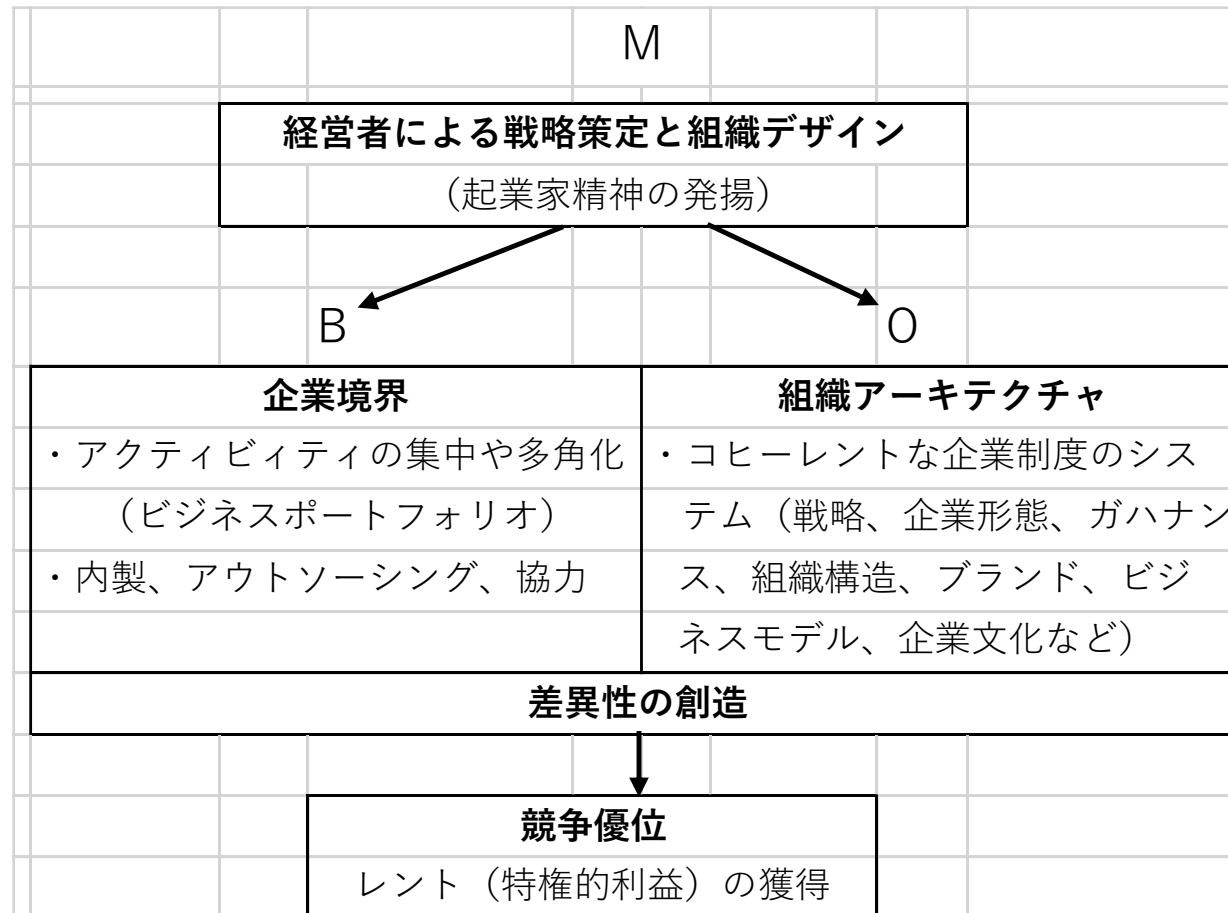 M
経営者による戦略策定と組織デザイン
（起業家精神の発揚）
B
O
企業境界
・アクティビィティの集中や多角化
（ビジネスポートフォリオ）
・内製、アウトソーシング、協力
組織アーキテクチャ
・コヒーレントな企業制度のシス
テム（戦略、企業形態、ガハナン
ス、組織構造、ブランド、ビジ
ネスモデル、企業文化など）
差異性の創造
競争優位
レント（特権的利益）の獲得